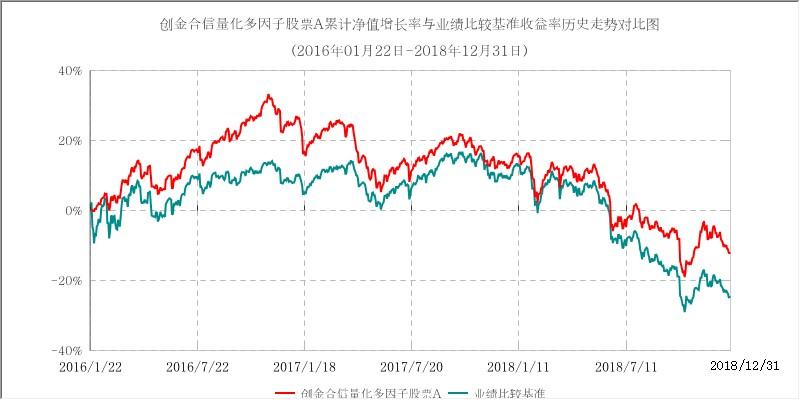 创金合信量化多因子股票A累计净值增长率与业绩比较基准收益率历史走势对比图
(2016年01月22日-2018年12月31日)
40%
20%
0%
-20%
-40%
2016/1/22 2016/7/22 2017/1/18 2017/7/20 2018/1/11 2018/7/11 2018/12/31
创金合信量化多因子股票A 业绩比较基准